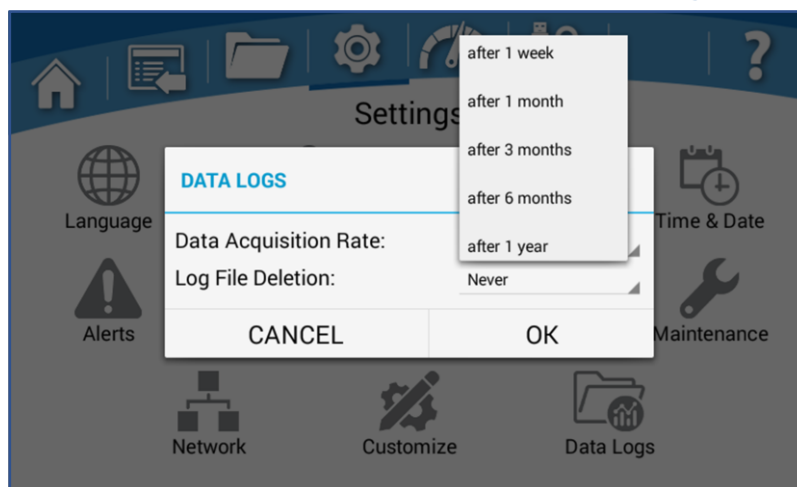 Settings
after 1 week
after 1 month
after 3 months
after 6 months
after 1 year
DATA LOGS
Data Acquisition Rate:
Log File Deletion:
Never
CANCEL
OK
Language
Time & Date
Alerts
Maintenance
Network
Customize
Data Logs